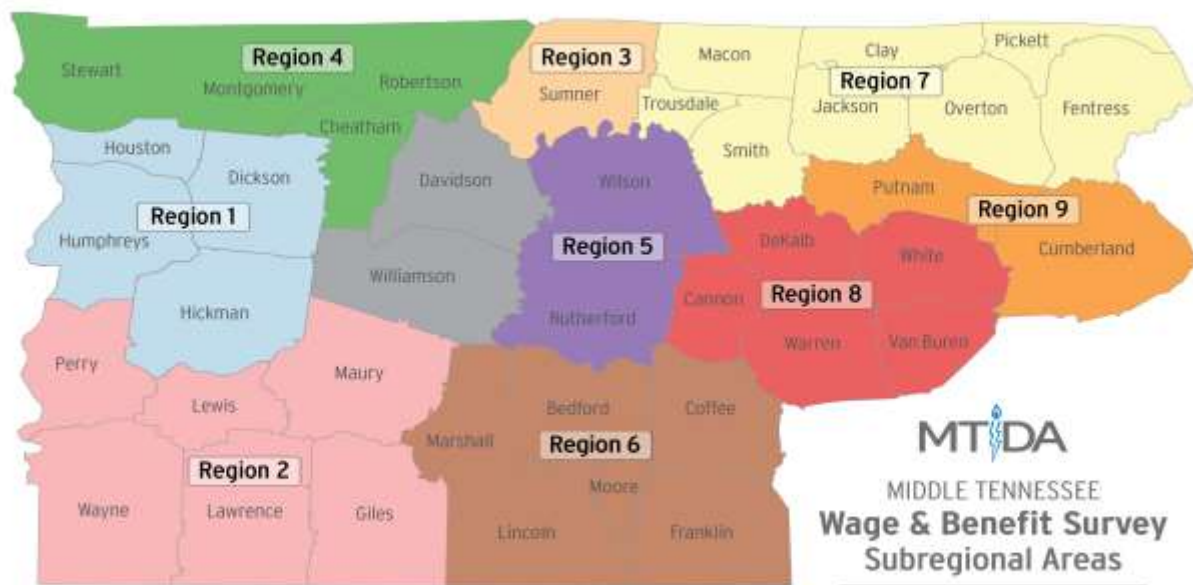 Region 4
Stewart
Montgomery
Robertson
Cheatham
Region 3
Sumner
Macon
Clay
Pickett
Region 7
Trousdale
Jackson
Overton
Fentress
Smith
Houston
Dickson
Region 1
Humphreys
Hickman
Davidson
Williamson
Wilson
Region 5
Rutherford
Putnam
Region 9
Cumberland
DeKalb
White
Cannon
Region 8
Warren
Van Buren
Perry
Lewis
Maury
Region 2
Wayne
Lawrence
Giles
Bedford
Coffee
Marshall
Region 6
Moore
Lincoln
Franklin
MTIDA
MIDDLE TENNESSEE
Wage & Benefit Survey
Subregional Areas